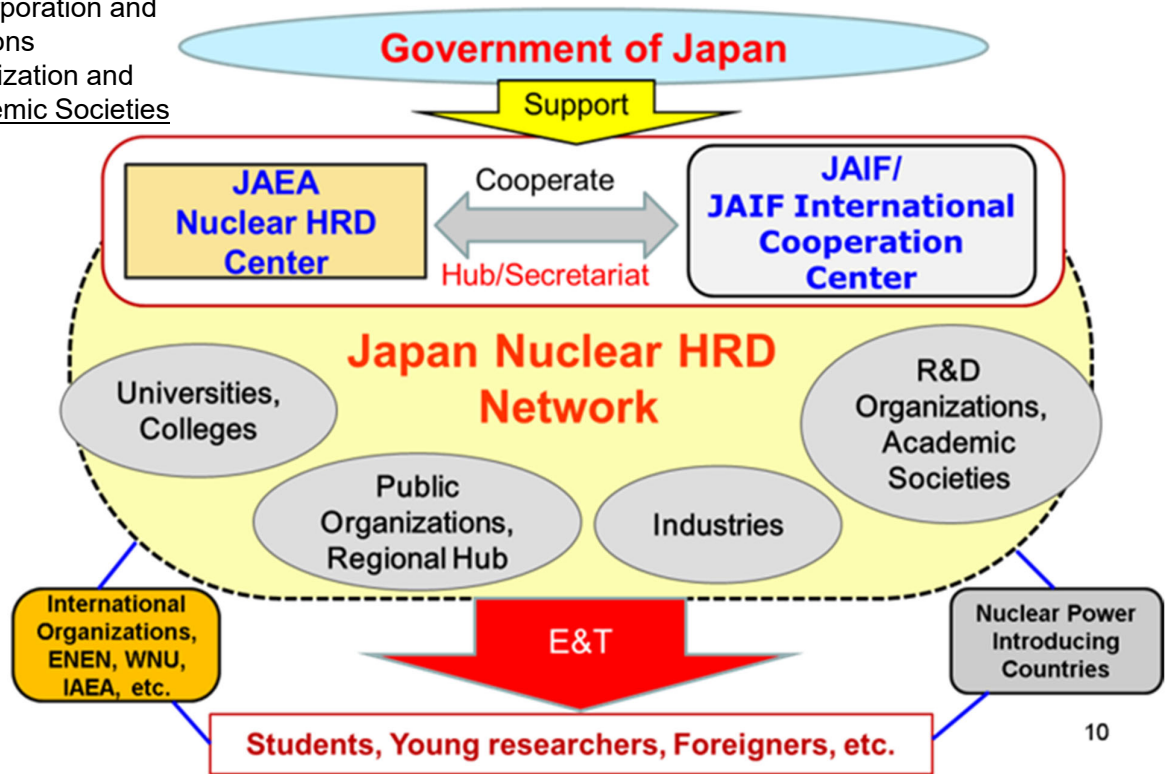 and
ons
and
emic Societies
Government of Japan
Support
JAEA
Nuclear HRD
Center
Cooperate
Hub/Secretariat
JAIF/
JAIF International
Cooperation
Center
Japan Nuclear HRD
Network
Universities,
Colleges
Public
Organizations,
Regional Hub
Industries
R&D
Organizations,
Academic
Societies
International
Organizations,
ENEN, WNU,
IAEA, etc.
E&T
Nuclear Power
Introducing
Countries
Students, Young researchers, Foreigners, etc.
10